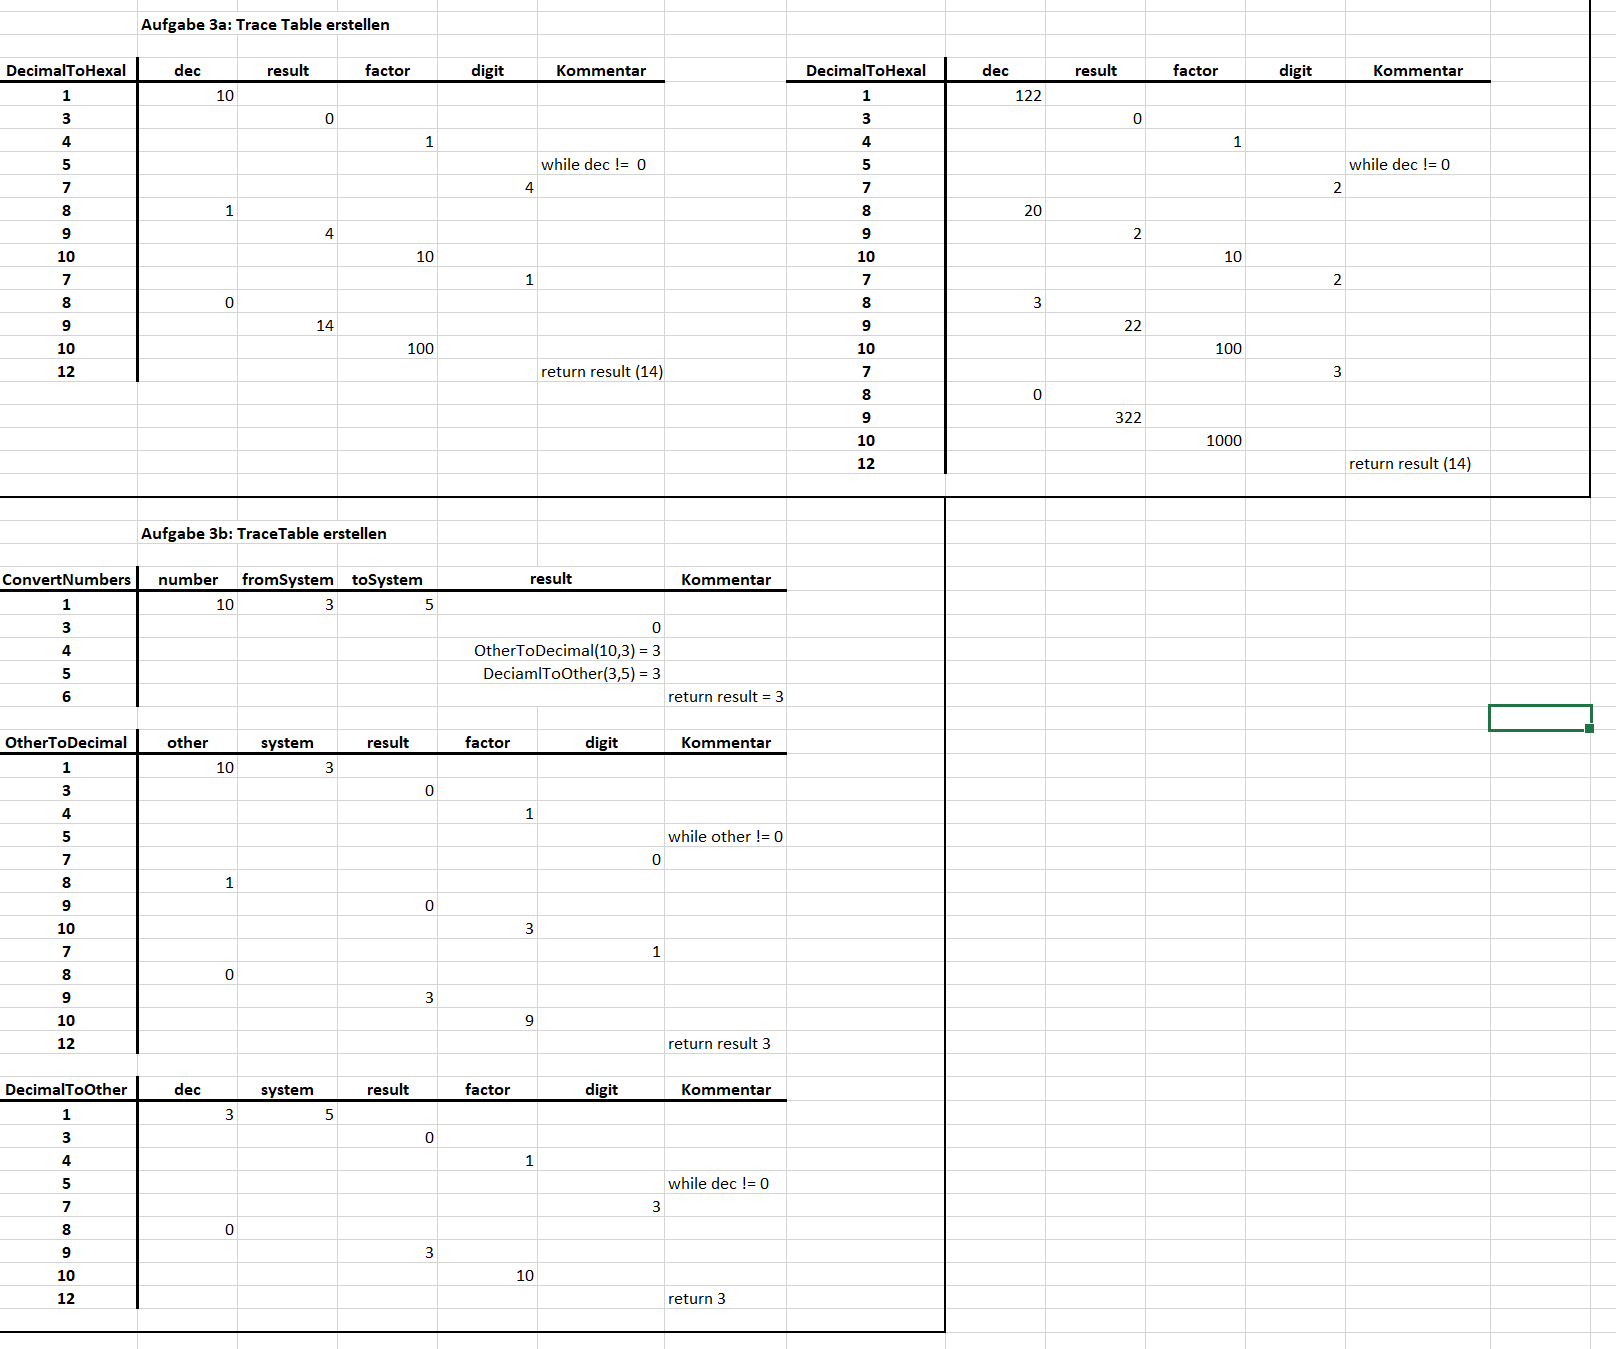 Aufgabe 3a: Trace Table erstellen
DecimalToHexal dec result factor digit Kommentar DecimalToHexal dec result factor digit Kommentar
1 10 1 122
3 0 3 0
4 1 4 1
5 while dec != 0 5 while dec != 0
7 4 7 2
8 1 8 20
9 4 9 2
10 10 10 10
7 1 7 2
8 0 8 3
9 14 9 22
10 100 10 100
12 return result (14) 7 3
8 0
9 322
10 1000
12 return result (14)
Aufgabe 3b: TraceTable erstellen
ConvertNumbers number fromSystem toSystem result Kommentar
1 10 3 5
3 0
4 OtherToDecimal(10,3) = 3
5 DeciamlToOther(3,5) = 3
6 return result = 3
OtherToDecimal other system result factor digit Kommentar
1 10 3
3 0
4 1
5 while other != 0
7 0
8 1
9 0
10 3
7 1
8 0
9 3
10 9
12 return result 3
DecimalToOther dec system result factor digit Kommentar
1 3 5
3 0
4 1
5 while dec != 0
7 3
8 0
9 3
10 10
12 return 3